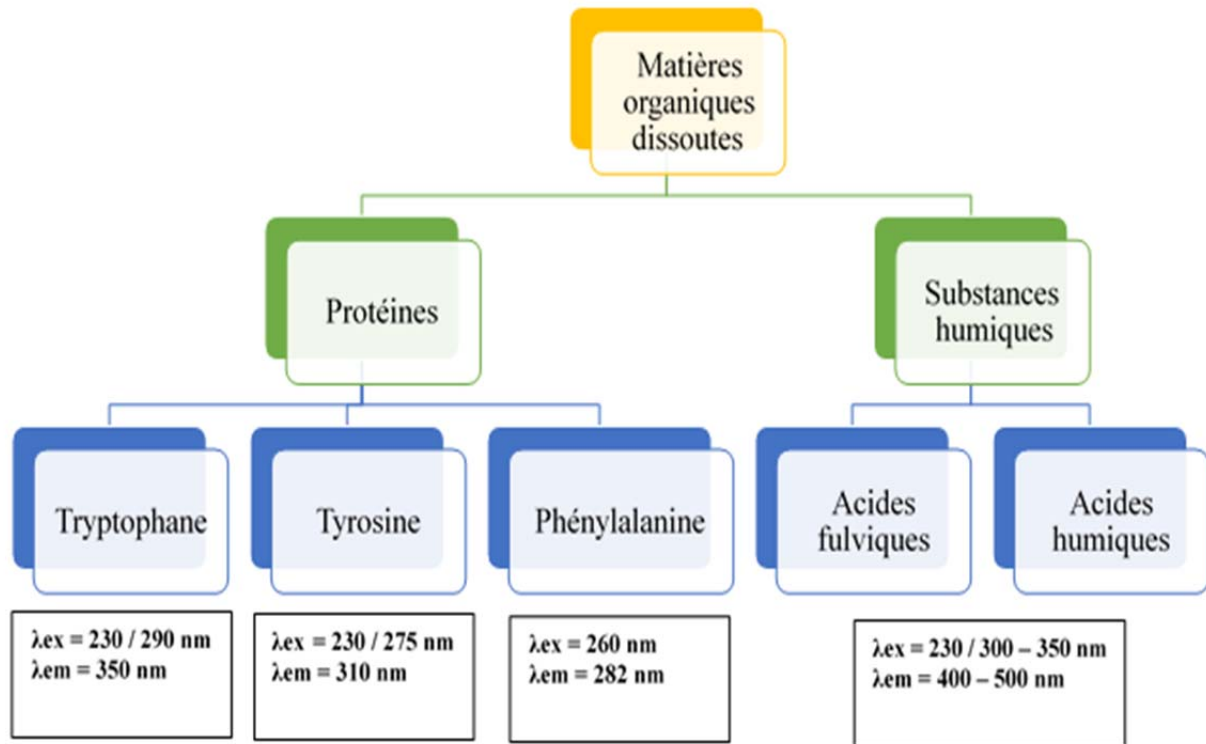 Matières
organiques
dissoutes
Protéines
Substances
humiques
Tryptophane
Tyrosine
Phénylalanine
Acides
fulviques
Acides
humiques
λex = 230 / 290 nm
λem = 350 nm
λex = 230 / 275 nm
λem = 310 nm
λex = 260 nm
λem = 282 nm
λex = 230 / 300 – 350 nm
λem = 400 – 500 nm